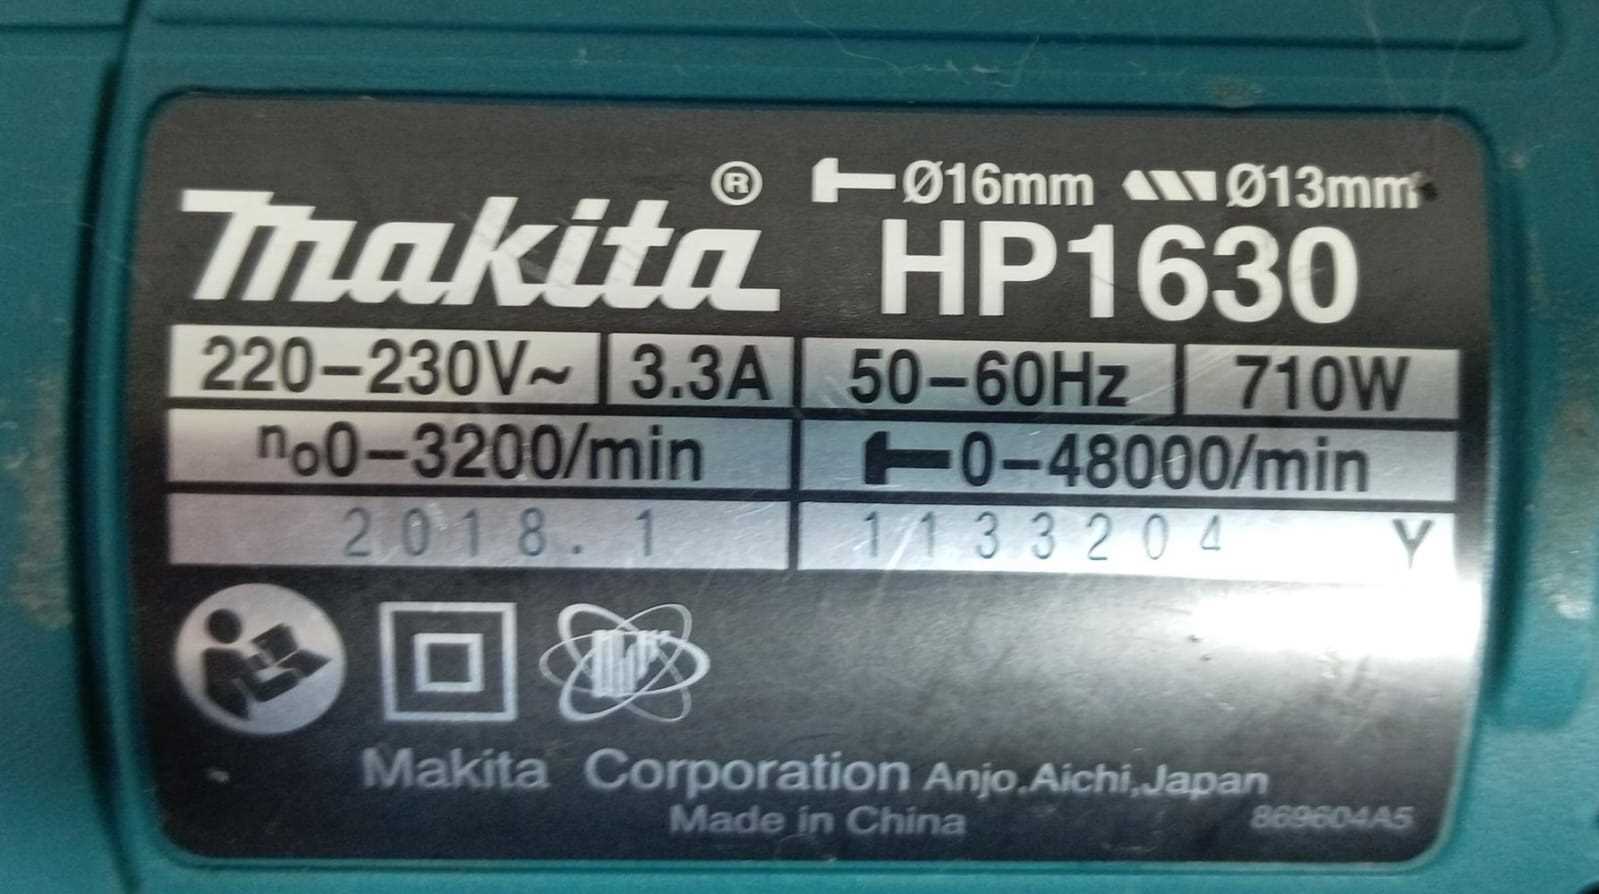 makita® Ø16mm Ø13mm
HP1630
220–230V~ 3.3A 50–60Hz 710W
no0–3200/min 0–48000/min
2018.1 1133204 Y
Makita Corporation Anjo,Aichi,Japan
Made in China 869604A5